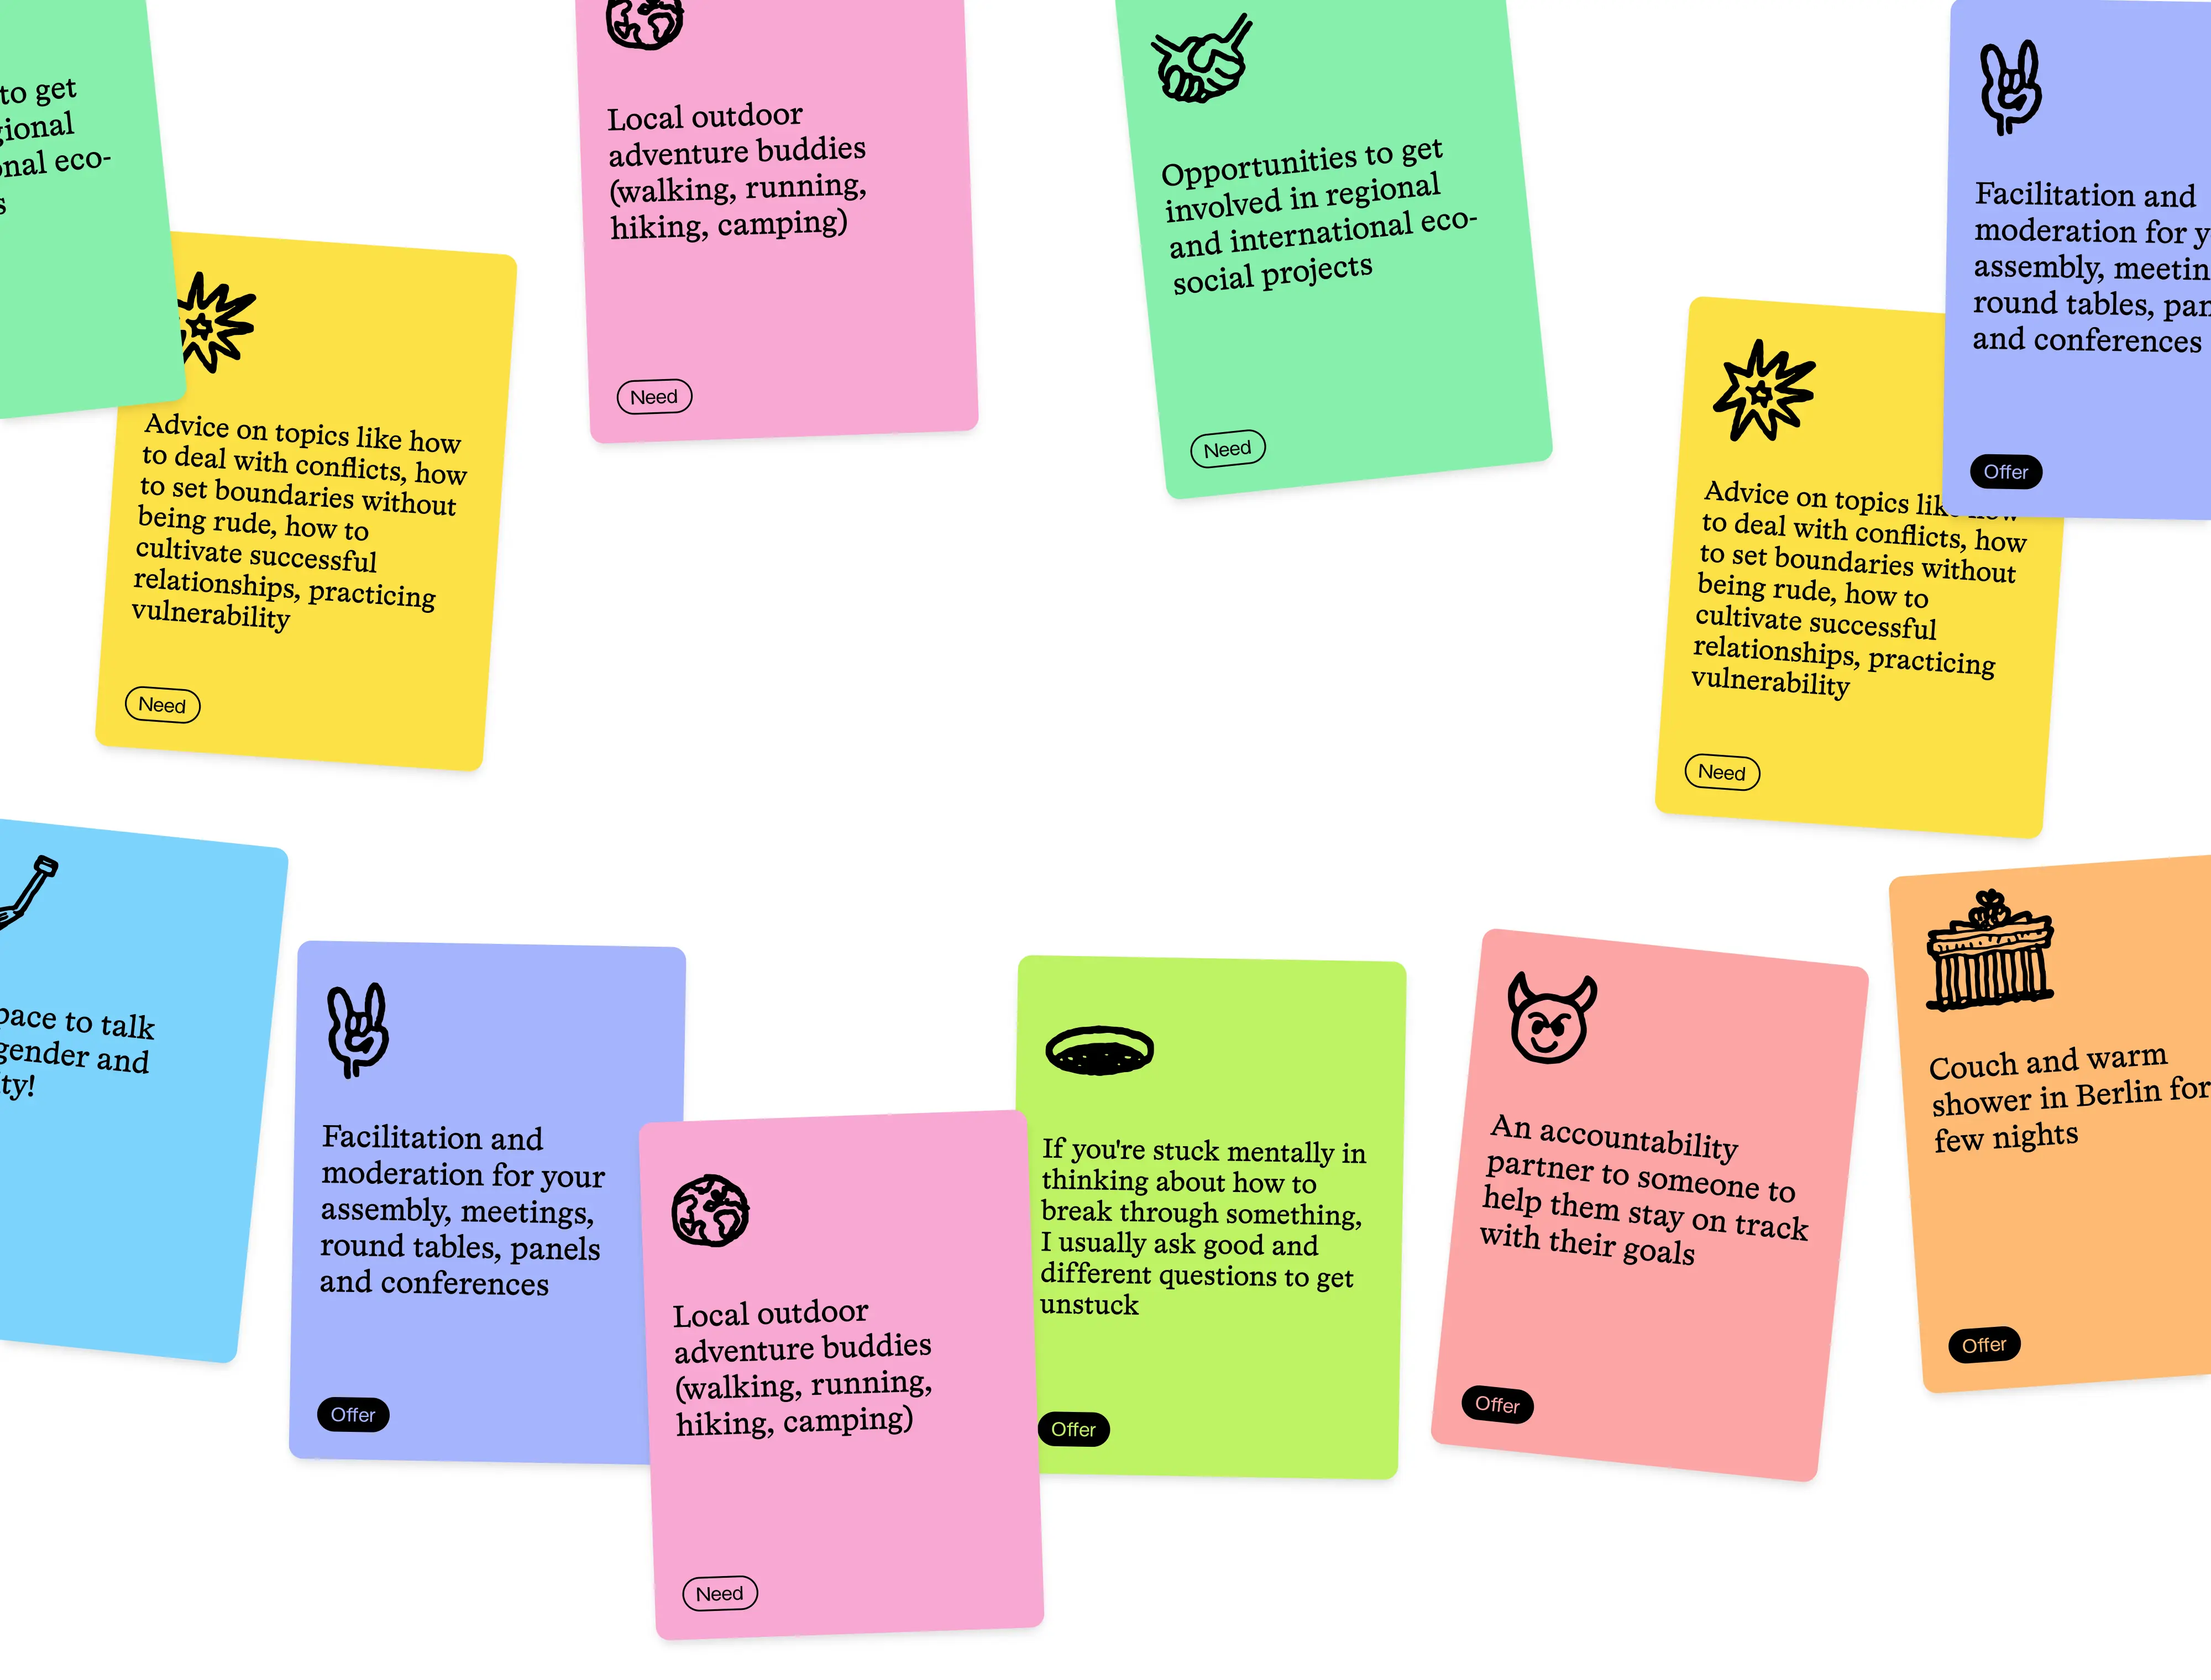 to get
onal eco-
s
Local outdoor
adventure buddies
(walking, running,
hiking, camping)
Need
Opportunities to get
involved in regional
and international eco-
social projects
Need
Facilitation and
moderation for
assembly,
round tables,
and conferences
Offer
Advice on topics like how
to deal with conflicts, how
to set boundaries without
being rude, how to
cultivate successful
relationships, practicing
vulnerability
Need
Advice on topics like how
to deal with conflicts, how
to set boundaries without
being rude, how to
cultivate successful
relationships, practicing
vulnerability
Need
to talk
gender and
Facilitation and
moderation for your
assembly, meetings,
round tables, panels
and conferences
Offer
Local outdoor
adventure buddies
(walking, running,
hiking, camping)
Need
If you're stuck mentally in
thinking about how to
break through something,
I usually ask good and
different questions to get
unstuck
Offer
An accountability
partner to someone to
help them stay on track
with their goals
Offer
Couch and warm
shower in Berlin for
few nights
Offer